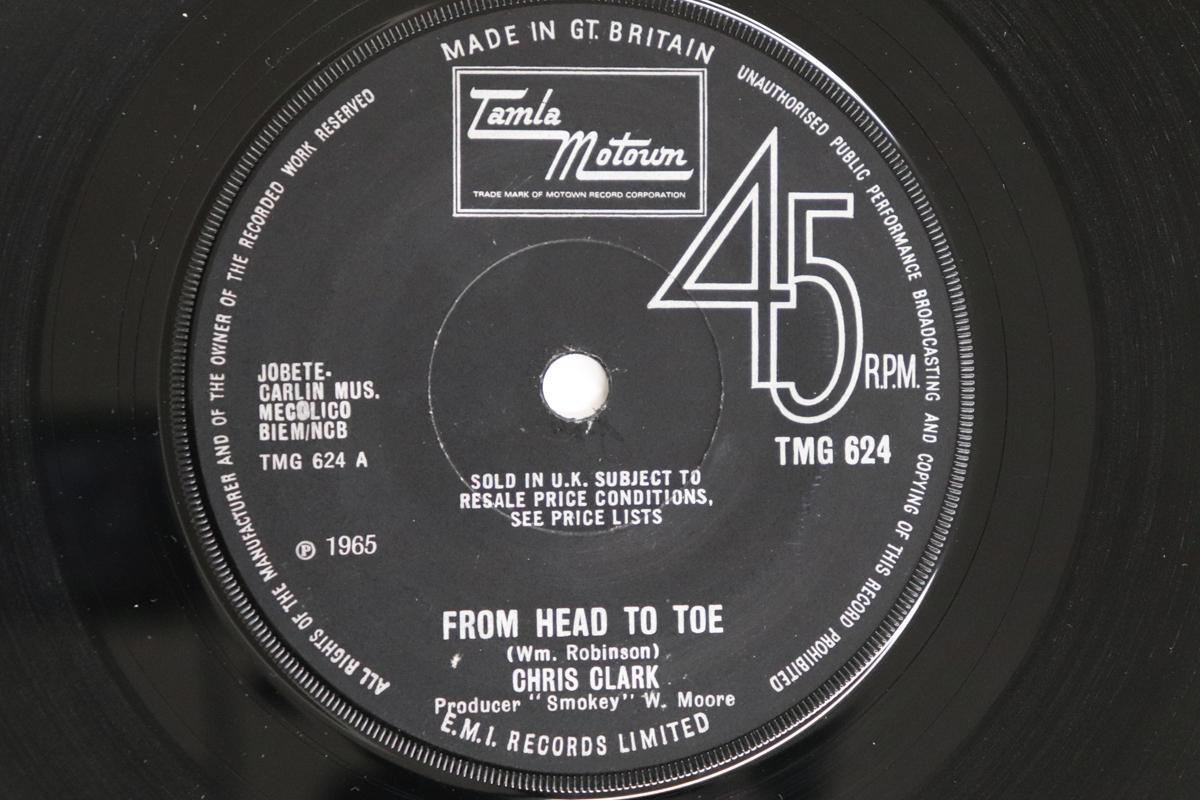 MADE IN GT. BRITAIN
Tamla
Motown
TRADE MARK OF MOTOWN RECORD CORPORATION
UNAUTHORISED PUBLIC PERFORMANCE BROADCASTING AND COPYING OF THIS RECORD PROHIBITED
ALL RIGHTS OF THE MANUFACTURER AND OF THE OWNER OF THE RECORDED WORK RESERVED
45 R.P.M.
TMG 624
JOBETE-
CARLIN MUS.
MECOLICO
BIEM/NCB
TMG 624 A
SOLD IN U.K. SUBJECT TO
RESALE PRICE CONDITIONS,
SEE PRICE LISTS
℗ 1965
FROM HEAD TO TOE
(Wm. Robinson)
CHRIS CLARK
Producer "Smokey" W. Moore
E.M.I. RECORDS LIMITED